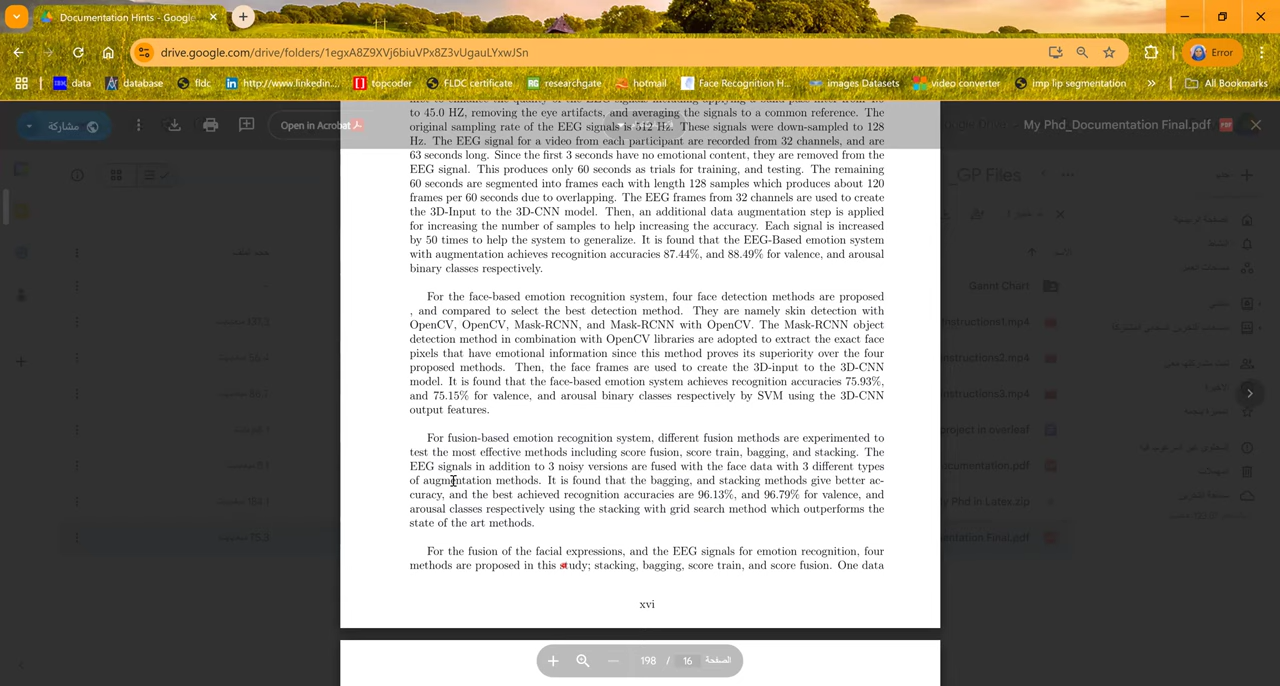 Documentation Hints - Google
drive.google.com/drive/folders/1egxA8Z9XVj6biuVPx8Z3vUgauLYxwJSn
Error
data
database
fldc
http://www.linkedin...
topcoder
FLDC certificate
researchgate
hotmail
Face Recognition H...
images Datasets
video converter
imp lip segmentation
All Bookmarks
مشاركة
Open in Acrobat
My Phd_Documentation Final.pdf
to 45.0 HZ, removing the eye artifacts, and averaging the signals to a common reference. The
original sampling rate of the EEG signals is 512 Hz. These signals were down-sampled to 128
Hz. The EEG signal for a video from each participant are recorded from 32 channels, and are
63 seconds long. Since the first 3 seconds have no emotional content, they are removed from the
EEG signal. This produces only 60 seconds as trials for training, and testing. The remaining
60 seconds are segmented into frames each with length 128 samples which produces about 120
frames per 60 seconds due to overlapping. The EEG frames from 32 channels are used to create
the 3D-Input to the 3D-CNN model. Then, an additional data augmentation step is applied
for increasing the number of samples to help increasing the accuracy. Each signal is increased
by 50 times to help the system to generalize. It is found that the EEG-Based emotion system
with augmentation achieves recognition accuracies 87.44%, and 88.49% for valence, and arousal
binary classes respectively.
For the face-based emotion recognition system, four face detection methods are proposed
, and compared to select the best detection method. They are namely skin detection with
OpenCV, OpenCV, Mask-RCNN, and Mask-RCNN with OpenCV. The Mask-RCNN object
detection method in combination with OpenCV libraries are adopted to extract the exact face
pixels that have emotional information since this method proves its superiority over the four
proposed methods. Then, the face frames are used to create the 3D-input to the 3D-CNN
model. It is found that the face-based emotion system achieves recognition accuracies 75.93%,
and 75.15% for valence, and arousal binary classes respectively by SVM using the 3D-CNN
output features.
For fusion-based emotion recognition system, different fusion methods are experimented to
test the most effective methods including score fusion, score train, bagging, and stacking. The
EEG signals in addition to 3 noisy versions are fused with the face data with 3 different types
of augmentation methods. It is found that the bagging, and stacking methods give better ac-
curacy, and the best achieved recognition accuracies are 96.13%, and 96.79% for valence, and
arousal classes respectively using the stacking with grid search method which outperforms the
state of the art methods.
For the fusion of the facial expressions, and the EEG signals for emotion recognition, four
methods are proposed in this study; stacking, bagging, score train, and score fusion. One data
xvi
الصفحة 16 / 198
_GP Files
Gannt Chart
nstructions1.mp4
nstructions2.mp4
nstructions3.mp4
project in overleaf
umentation.pdf
Phd in Latex.zip
entation Final.pdf